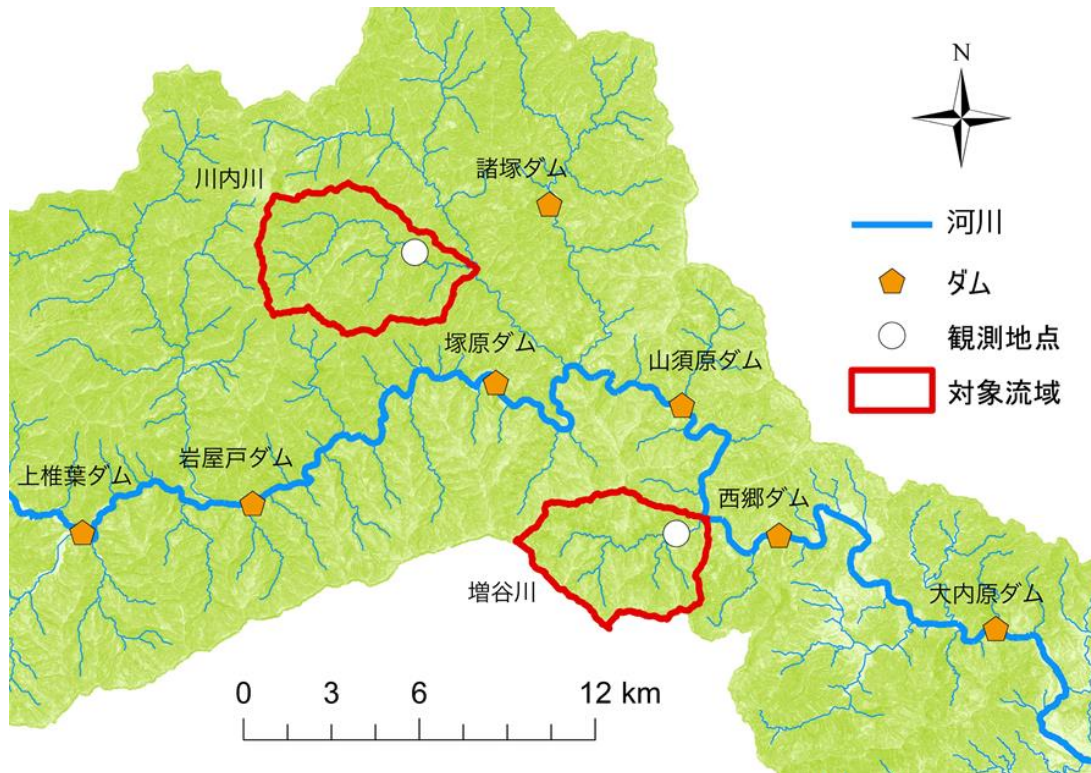 N
諸塚ダム
川内川
河川
ダム
観測地点
塚原ダム
山須原ダム
対象流域
岩屋戸ダム
上椎葉ダム
西郷ダム
増谷川
大内原ダム
0 3 6 12 km